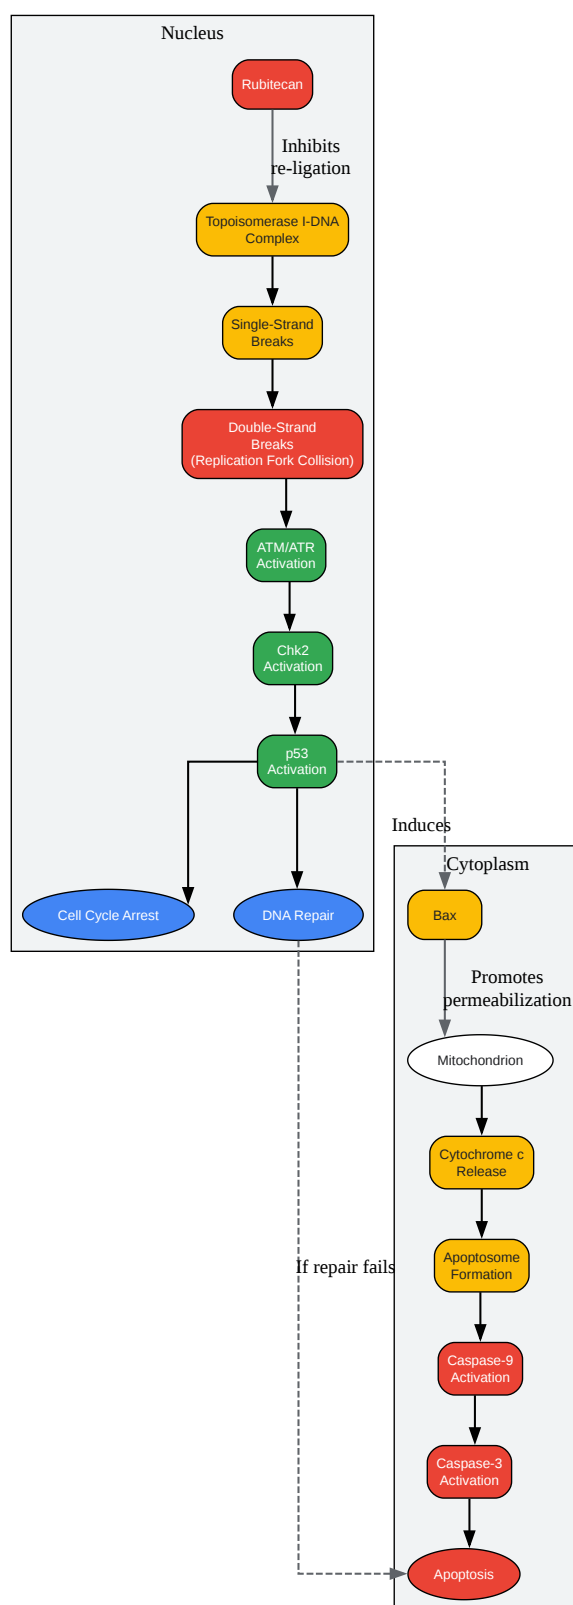 Nucleus
Rubitecan
Inhibits
re-ligation
Topoisomerase I-DNA
Complex
Single-Strand
Breaks
Double-Strand
Breaks
(Replication Fork Collision)
ATM/ATR
Activation
Chk2
Activation
p53
Activation
Induces
Cytoplasm
Cell Cycle Arrest
DNA Repair
Bax
Promotes
permeabilization
Mitochondrion
Cytochrome c
Release
If repair fails
Apoptosome
Formation
Caspase-9
Activation
Caspase-3
Activation
Apoptosis